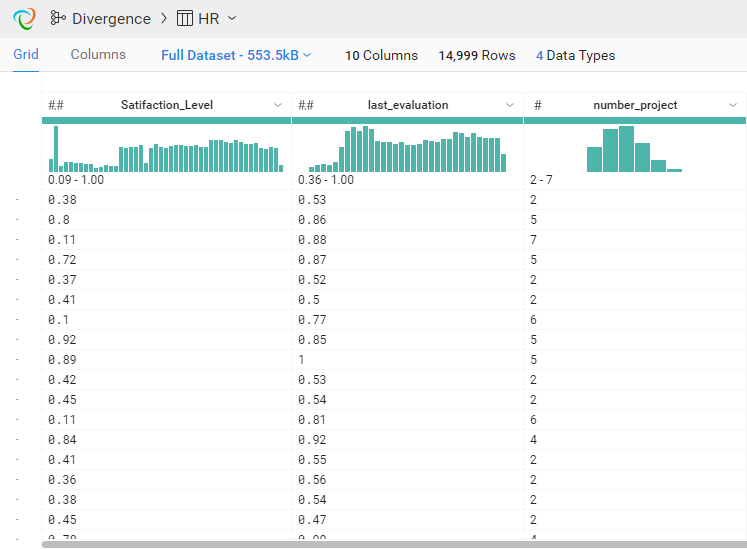 Divergence > HR
Grid Columns Full Dataset - 553.5kB 10 Columns 14,999 Rows 4 Data Types
## Satifaction_Level ## last_evaluation # number_project
0.09 - 1.00 0.36 - 1.00 2 - 7
0.38 0.53 2
0.8 0.86 5
0.11 0.88 7
0.72 0.87 5
0.37 0.52 2
0.41 0.5 2
0.1 0.77 6
0.92 0.85 5
0.89 1 5
0.42 0.53 2
0.45 0.54 2
0.11 0.81 6
0.84 0.92 4
0.41 0.55 2
0.36 0.56 2
0.38 0.54 2
0.45 0.47 2